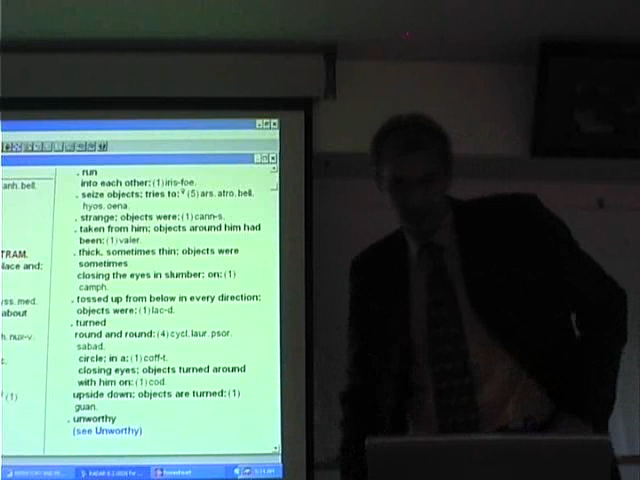 anh. bell.
TRAM.
lace and;
yss. med.
about
h. nux-v.
(1)
. run
into each other: (1) iris-foe.
. seize objects; tries to: (5) ars. atro. bell.
hyos. oena.
. strange; objects were: (1) cann-s.
. taken from him; objects around him had
been: (1) valer.
. thick, sometimes thin; objects were
sometimes
closing the eyes in slumber; on: (1)
camph.
. tossed up from below in every direction;
objects were: (1) lac-d.
. turned
round and round: (4) cycl. laur. psor.
sabad.
circle; in a: (1) coff-t.
closing eyes; objects turned around
with him on: (1) cod.
upside down; objects are turned: (1)
guan.
. unworthy
(see Unworthy)